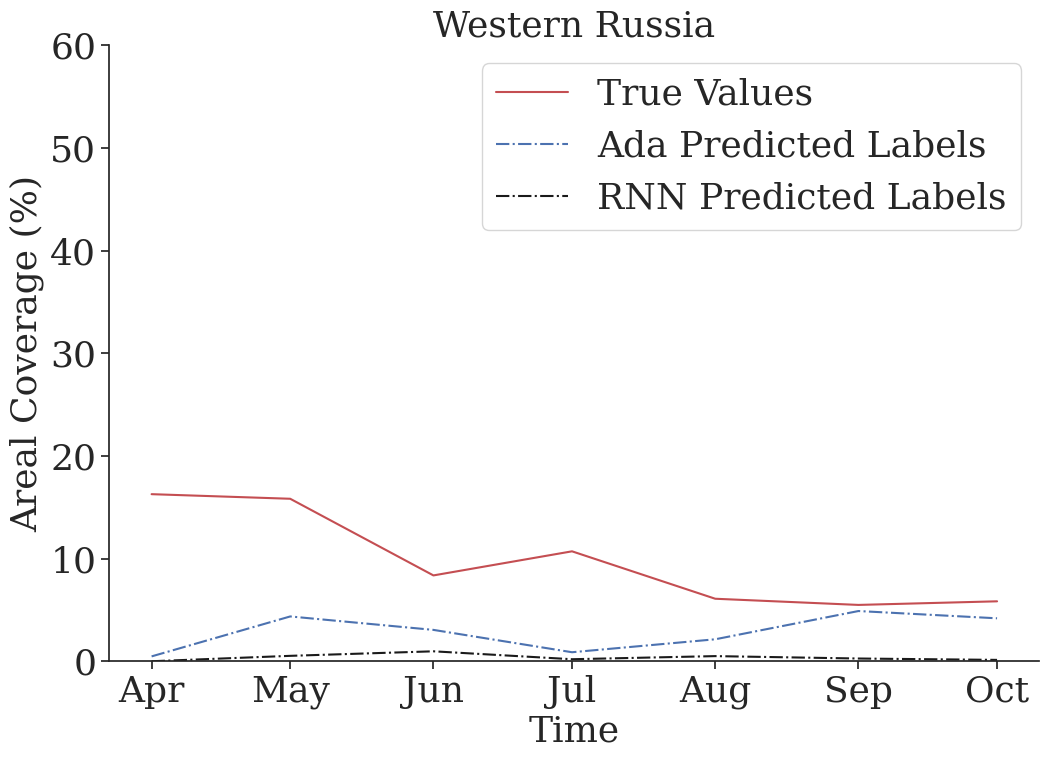 Western Russia
True Values
Ada Predicted Labels
RNN Predicted Labels
Areal Coverage (%)
60
50
40
30
20
10
0
Apr May Jun Jul Aug Sep Oct
Time